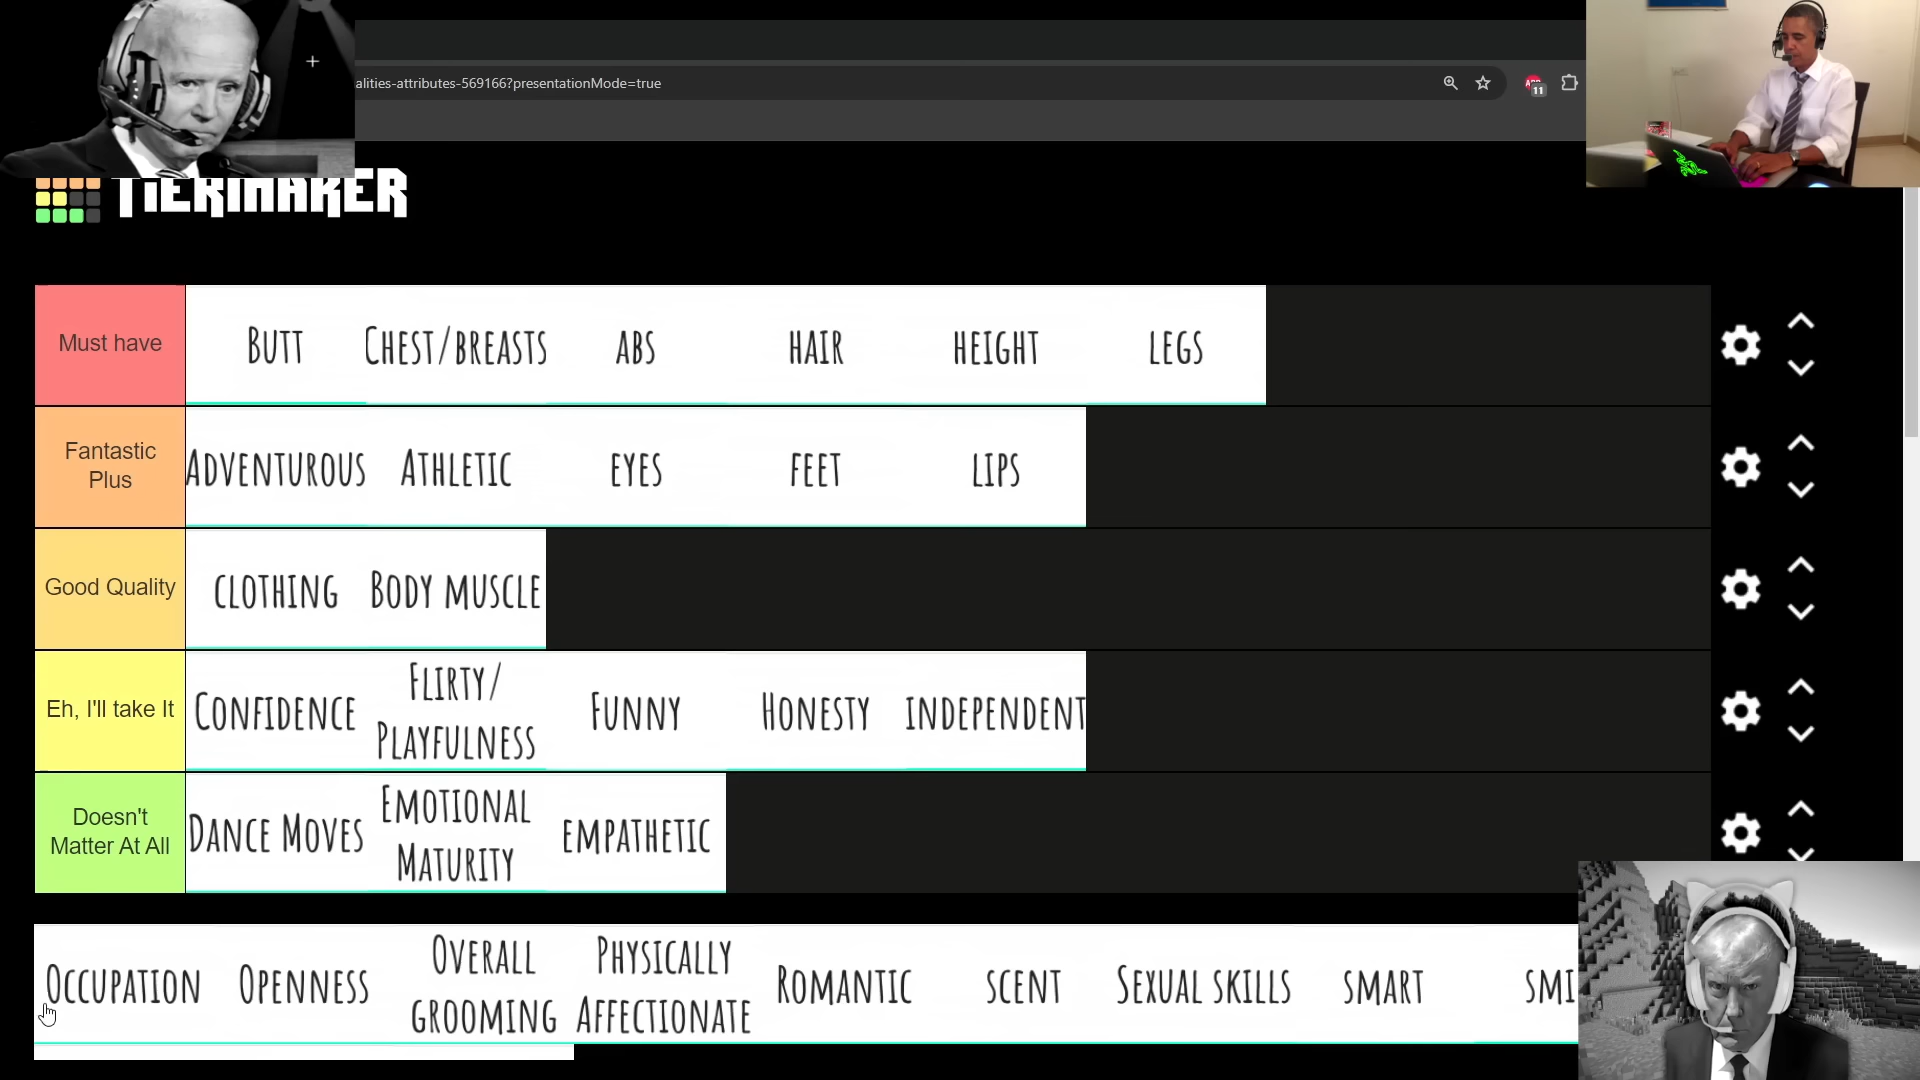 alities-attributes-569166?presentationMode=true
11
TIERMAKER
Must have
BUTT CHEST/BREASTS ABS HAIR HEIGHT LEGS
Fantastic
Plus
ADVENTUROUS ATHLETIC EYES FEET LIPS
Good Quality
CLOTHING BODY MUSCLE
Eh, I'll take It
CONFIDENCE
FLIRTY/
PLAYFULNESS
FUNNY HONESTY INDEPENDENT
Doesn't
Matter At All
DANCE MOVES
EMOTIONAL
MATURITY
EMPATHETIC
OCCUPATION OPENNESS
OVERALL
GROOMING
PHYSICALLY
AFFECTIONATE
ROMANTIC SCENT SEXUAL SKILLS SMART SMI